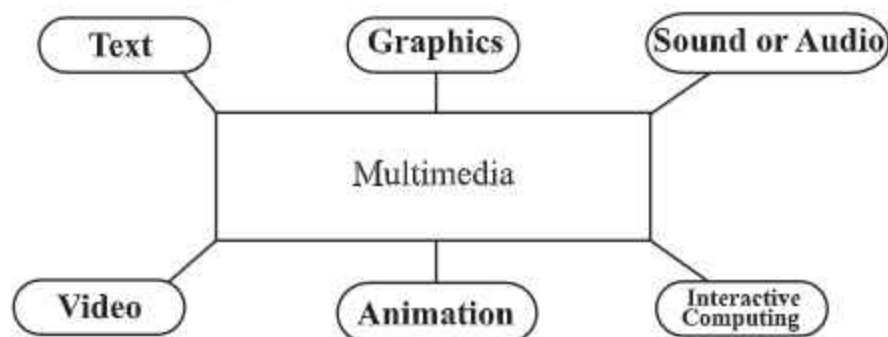 Text
Graphics
Sound or Audio
Multimedia
Video
Animation
Interactive
Computing